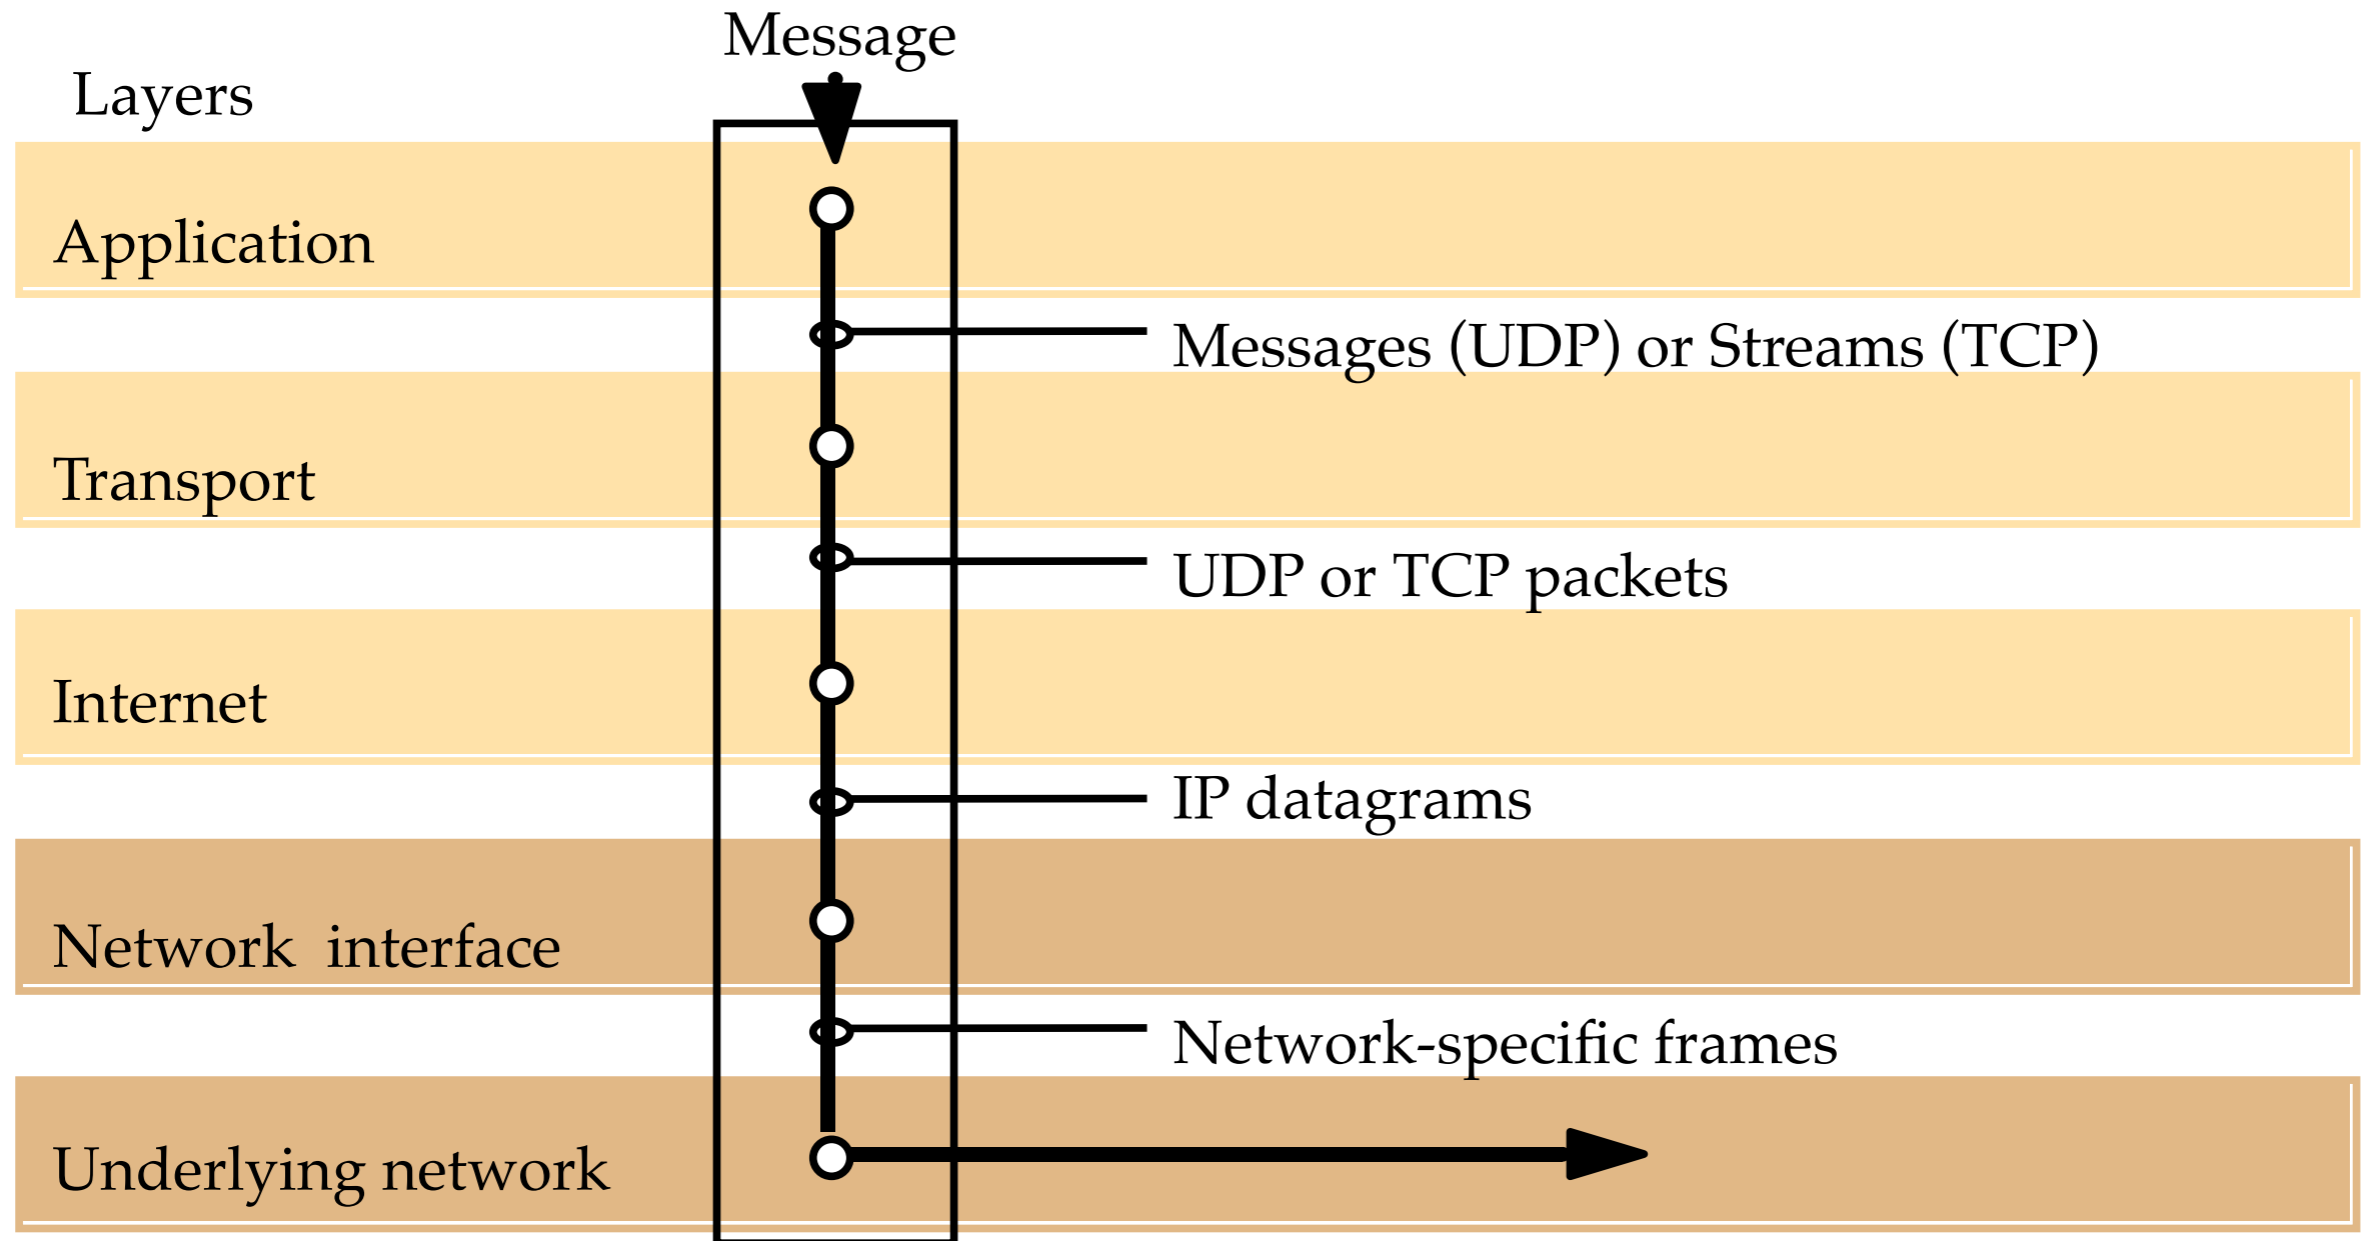 Message
Layers
Application
Messages (UDP) or Streams (TCP)
Transport
UDP or TCP packets
Internet
IP datagrams
Network interface
Network-specific frames
Underlying network